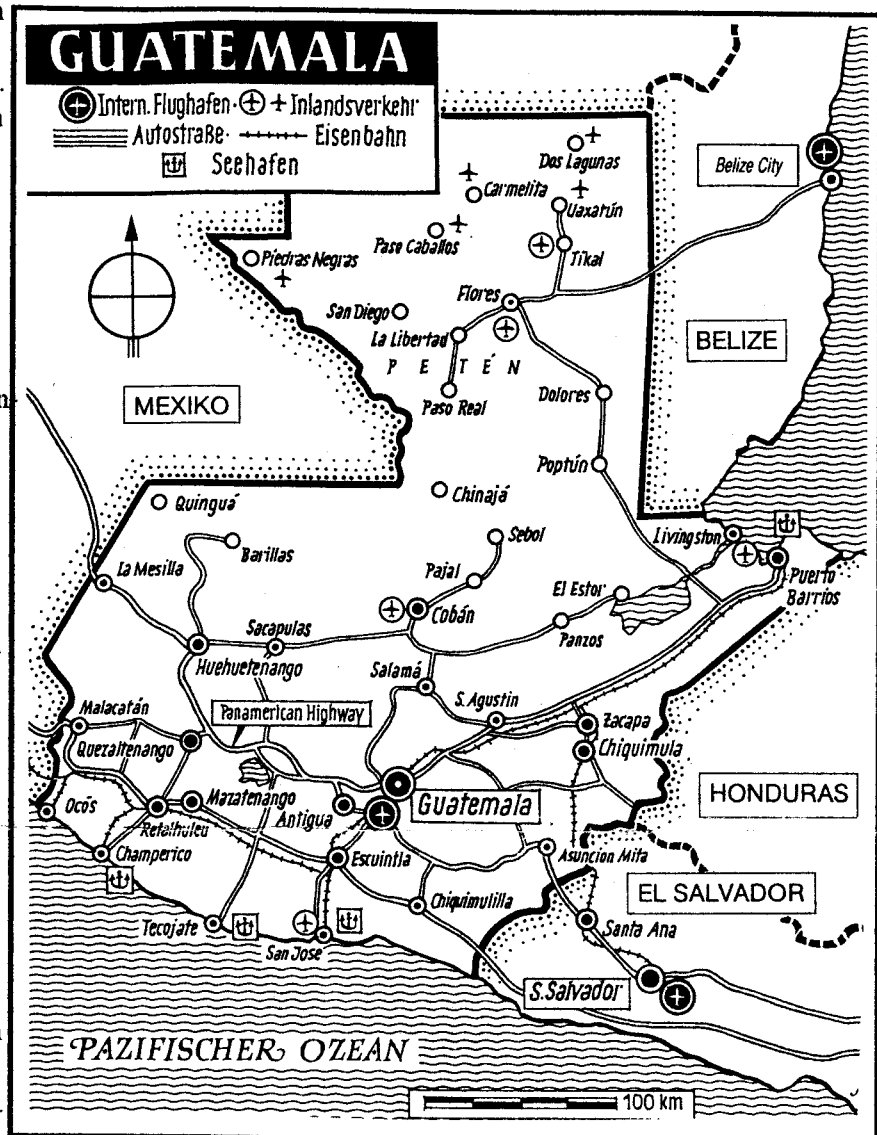 GUATEMALA
Intern. Flughafen · Inlandsverkehr
Autostraße · Eisenbahn
Seehafen
Dos Lagunas
Belize City
Carmelita
Uaxatún
Paso Caballos
Tikal
Piedras Negras
Flores
San Diego
La Libertad
BELIZE
PETÉN
MEXIKO
Paso Real
Dolores
Poptún
Chinajá
Quinguá
Livingston
Sebol
Barillas
La Mesilla
Pajal
El Estor
Puerto
Barrios
Cobán
Sacapulas
Panzos
Huehuetenango
Salamá
S. Agustin
Panamerican Highway
Malacatán
Zacapa
Quezaltenango
Chiquimula
HONDURAS
Mazatenango
Antigua
Guatemala
Ocós
Retalhuleu
Champerico
Escuintla
Asuncion Mita
EL SALVADOR
Chiquimulilla
Tecojate
Santa Ana
San José
S. Salvador
PAZIFISCHER OZEAN
100 km